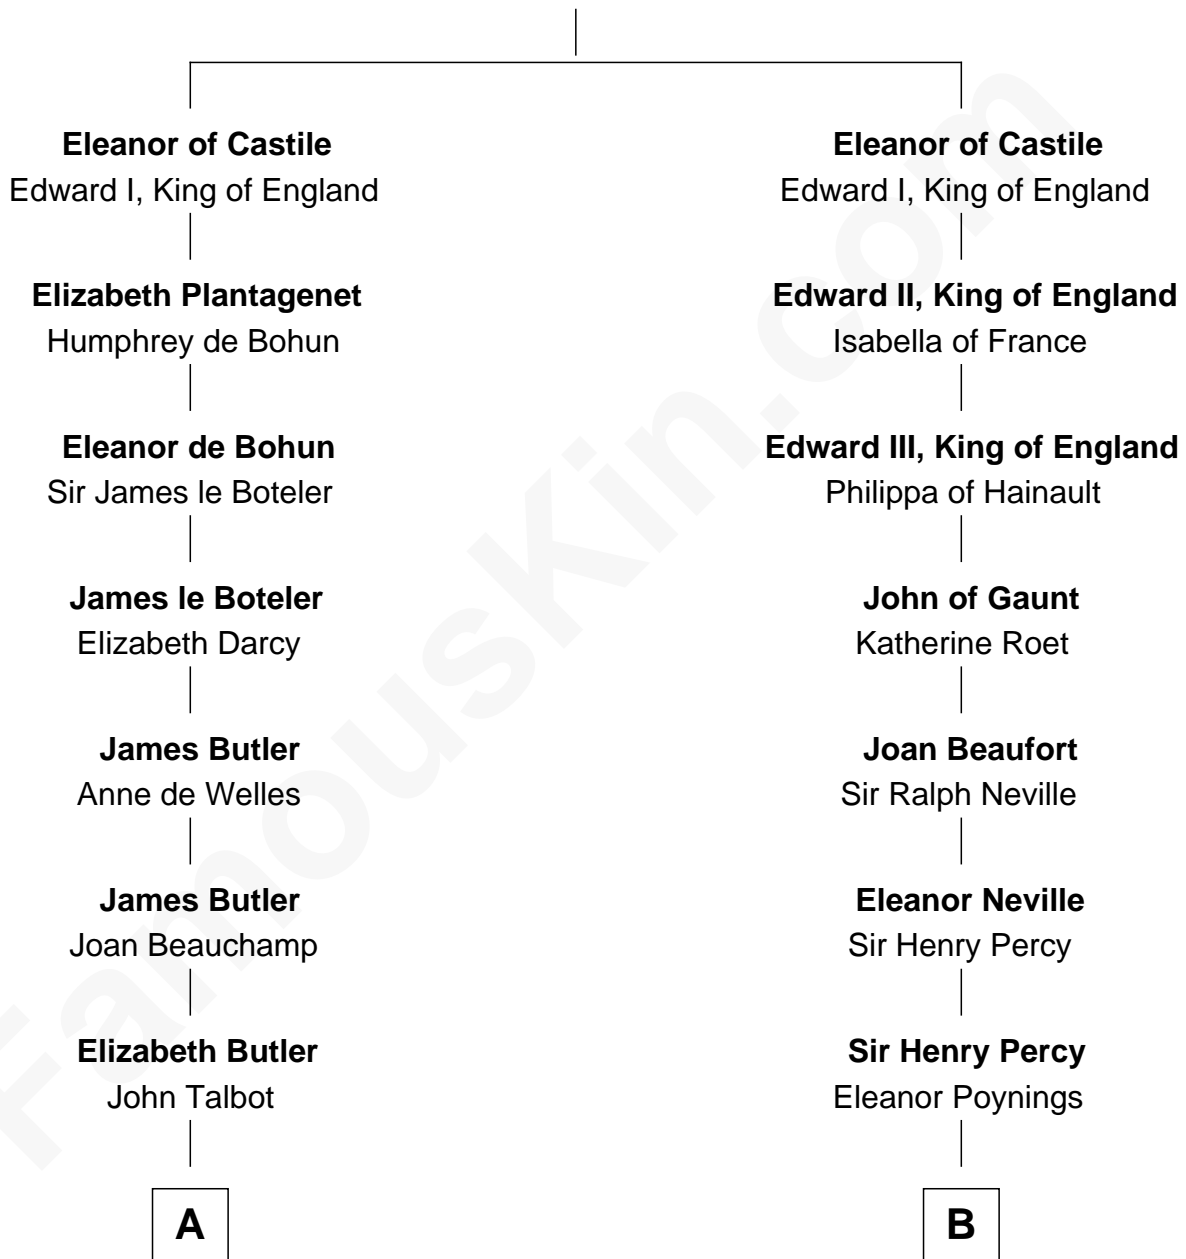 Eleanor of Castile
Edward I, King of England
Elizabeth Plantagenet
Humphrey de Bohun
Eleanor de Bohun
Sir James le Boteler
James le Boteler
Elizabeth Darcy
James Butler
Anne de Welles
James Butler
Joan Beauchamp
Elizabeth Butler
John Talbot
A
Eleanor of Castile
Edward I, King of England
Edward II, King of England
Isabella of France
Edward III, King of England
Philippa of Hainault
John of Gaunt
Katherine Roet
Joan Beaufort
Sir Ralph Neville
Eleanor Neville
Sir Henry Percy
Sir Henry Percy
Eleanor Poynings
B
FamousKin.com